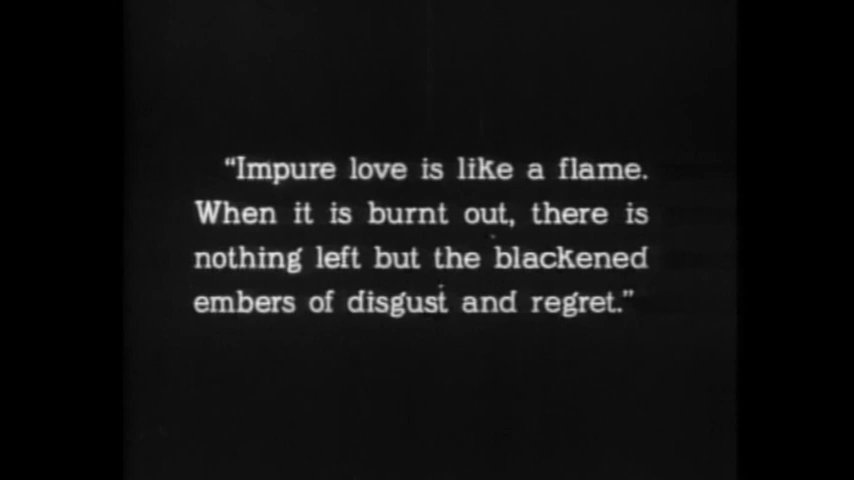 “Impure love is like a flame.
When it is burnt out, there is
nothing left but the blackened
embers of disgust and regret.”